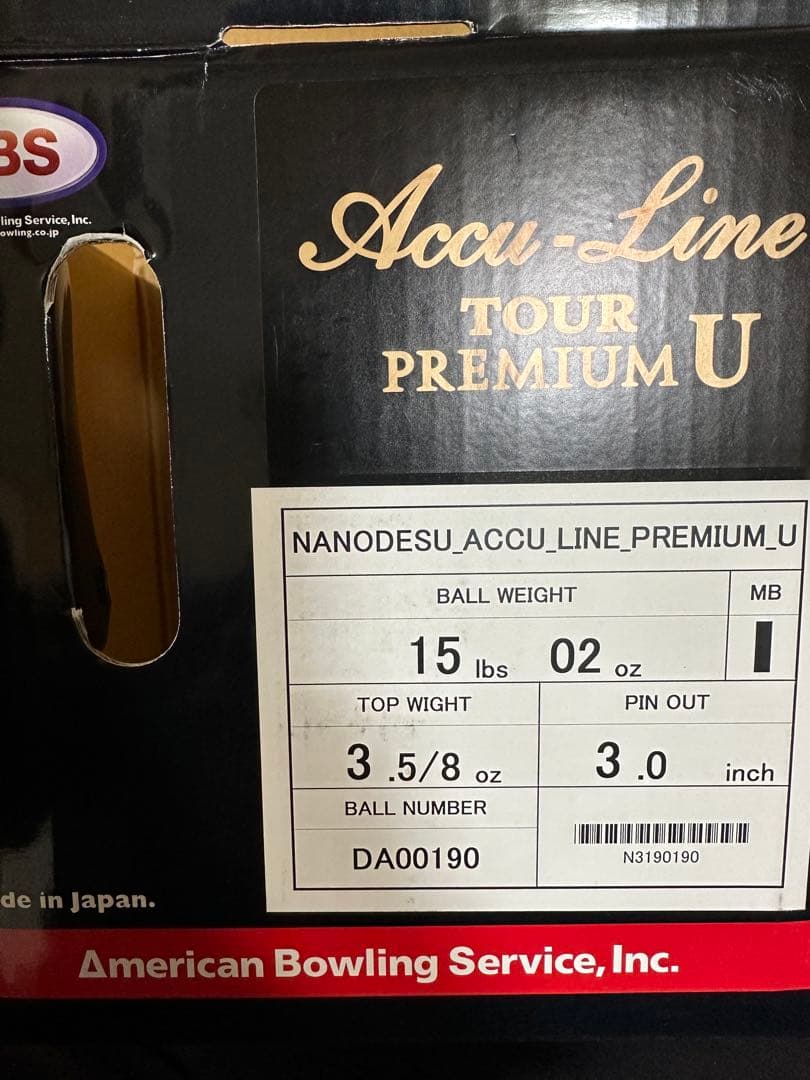 BS
ling Service, Inc.
owling.co.jp
Accu-Line
TOUR
PREMIUM U
NANODESU_ACCU_LINE_PREMIUM_U
BALL WEIGHT MB
15 lbs 02 oz I
TOP WIGHT PIN OUT
3 .5/8 oz 3 .0 inch
BALL NUMBER
DA00190 N3190190
de in Japan.
American Bowling Service, Inc.